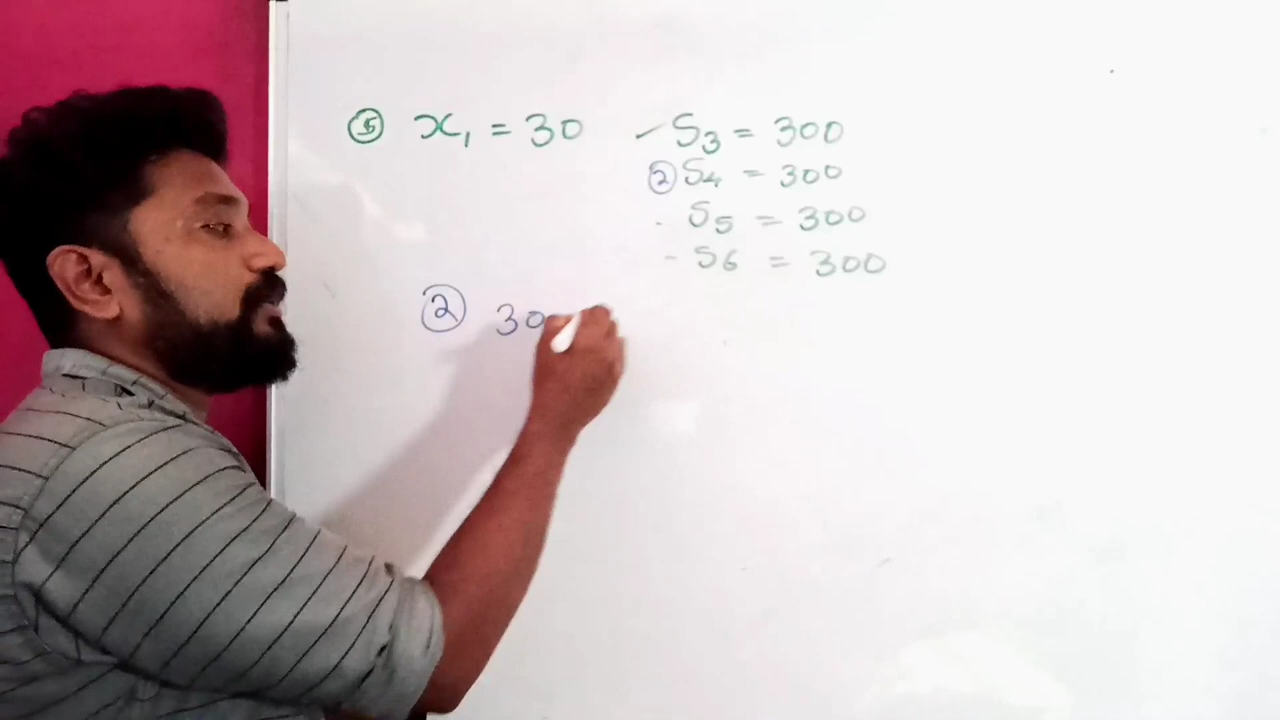 ⑤ x₁ = 30 – S₃ = 300
② S₄ = 300
- S₅ = 300
- S₆ = 300
② 30